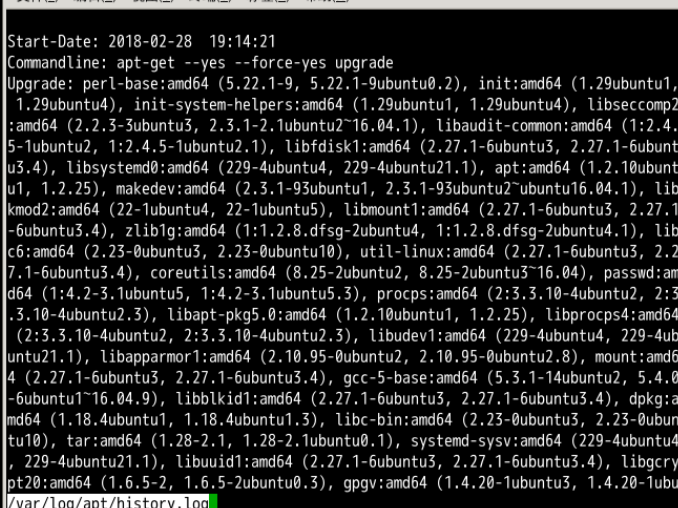 Start-Date: 2018-02-28  19:14:21
Commandline: apt-get --yes --force-yes upgrade
Upgrade: perl-base:amd64 (5.22.1-9, 5.22.1-9ubuntu0.2), init:amd64 (1.29ubuntu1,
 1.29ubuntu4), init-system-helpers:amd64 (1.29ubuntu1, 1.29ubuntu4), libseccomp2
:amd64 (2.2.3-3ubuntu3, 2.3.1-2.1ubuntu2~16.04.1), libaudit-common:amd64 (1:2.4.
5-1ubuntu2, 1:2.4.5-1ubuntu2.1), libfdisk1:amd64 (2.27.1-6ubuntu3, 2.27.1-6ubunt
u3.4), libsystemd0:amd64 (229-4ubuntu4, 229-4ubuntu21.1), apt:amd64 (1.2.10ubunt
u1, 1.2.25), makedev:amd64 (2.3.1-93ubuntu1, 2.3.1-93ubuntu2~ubuntu16.04.1), lib
kmod2:amd64 (22-1ubuntu4, 22-1ubuntu5), libmount1:amd64 (2.27.1-6ubuntu3, 2.27.1
-6ubuntu3.4), zlib1g:amd64 (1:1.2.8.dfsg-2ubuntu4, 1:1.2.8.dfsg-2ubuntu4.1), lib
c6:amd64 (2.23-0ubuntu3, 2.23-0ubuntu10), util-linux:amd64 (2.27.1-6ubuntu3, 2.2
7.1-6ubuntu3.4), coreutils:amd64 (8.25-2ubuntu2, 8.25-2ubuntu3~16.04), passwd:am
d64 (1:4.2-3.1ubuntu5, 1:4.2-3.1ubuntu5.3), procps:amd64 (2:3.3.10-4ubuntu2, 2:3
.3.10-4ubuntu2.3), libapt-pkg5.0:amd64 (1.2.10ubuntu1, 1.2.25), libprocps4:amd64
 (2:3.3.10-4ubuntu2, 2:3.3.10-4ubuntu2.3), libudev1:amd64 (229-4ubuntu4, 229-4ub
untu21.1), libapparmor1:amd64 (2.10.95-0ubuntu2, 2.10.95-0ubuntu2.8), mount:amd6
4 (2.27.1-6ubuntu3, 2.27.1-6ubuntu3.4), gcc-5-base:amd64 (5.3.1-14ubuntu2, 5.4.0
-6ubuntu1~16.04.9), libblkid1:amd64 (2.27.1-6ubuntu3, 2.27.1-6ubuntu3.4), dpkg:a
md64 (1.18.4ubuntu1, 1.18.4ubuntu1.3), libc-bin:amd64 (2.23-0ubuntu3, 2.23-0ubun
tu10), tar:amd64 (1.28-2.1, 1.28-2.1ubuntu0.1), systemd-sysv:amd64 (229-4ubuntu4
, 229-4ubuntu21.1), libuuid1:amd64 (2.27.1-6ubuntu3, 2.27.1-6ubuntu3.4), libgcry
pt20:amd64 (1.6.5-2, 1.6.5-2ubuntu0.3), gpgv:amd64 (1.4.20-1ubuntu3, 1.4.20-1ubu
/var/log/apt/history.log